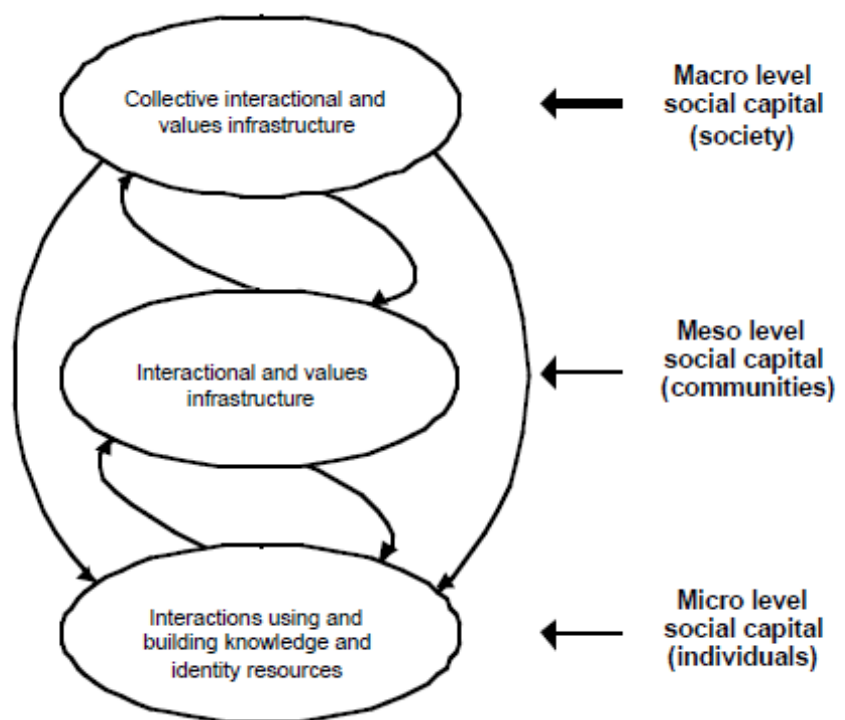 Collective interactional and
values infrastructure
Macro level
social capital
(society)
Interactional and values
infrastructure
Meso level
social capital
(communities)
Interactions using and
building knowledge and
identity resources
Micro level
social capital
(individuals)